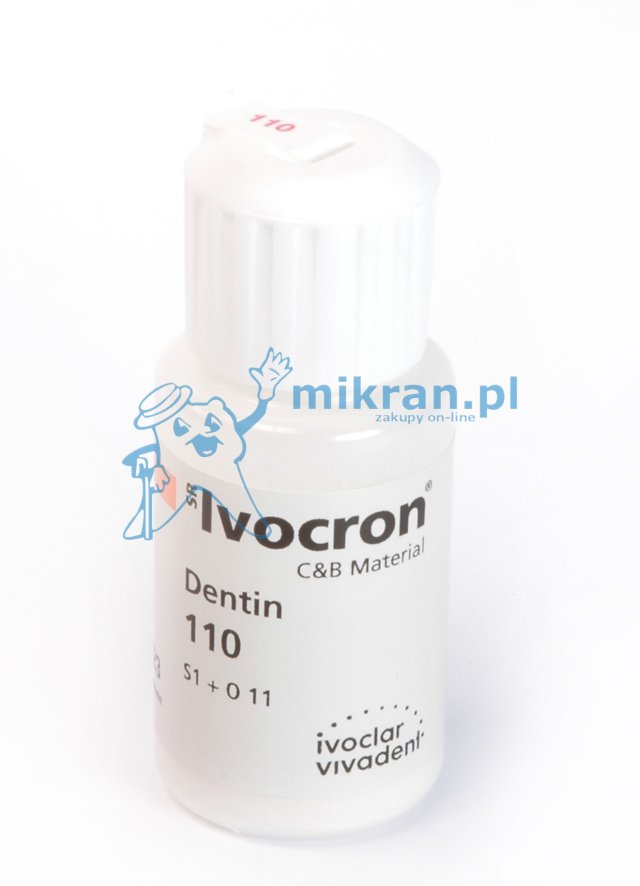 110
mikran.pl
zakupy on-line
SR Ivocron®
C&B Material
Dentin
110
S1 + O 11
ivoclar
vivadent